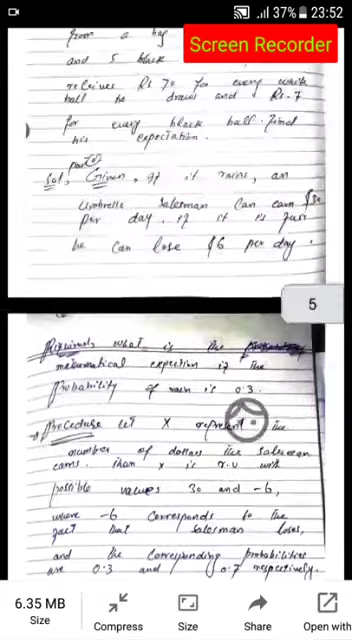 37% 23:52
Screen Recorder
from a bag
and 5 black
receives Rs 70 for every white
ball he draws and Rs. 7
for every black ball. find
his expectation.
part (i)
Sol, Given, if it rains, an
umbrella salesman can earn $30
per day. if it is fair
he can lose $6 per day.
5
Required, what is the
mathematical expection if the
Probability of rain is 0.3.
Procedure let X represent the
number of dollars the salesman
earns. than x is r.v with
possible values 30 and -6,
where -6 corresponds to the
fact that salesman loses,
and the corresponding probabilities
are 0.3 and 0.7 respectively.
6.35 MB
Size
Compress
Size
Share
Open with